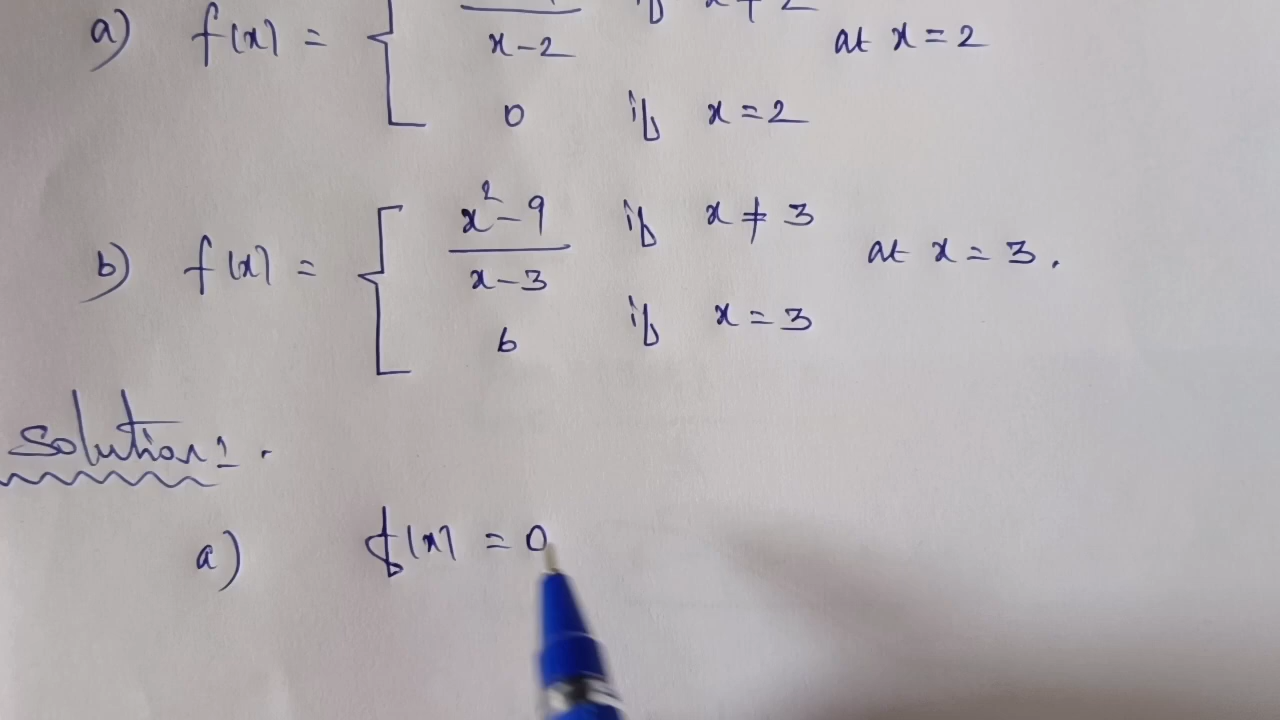 a) f(x) = { x-2 at x = 2
0 if x = 2
b) f(x) = { x²-9 if x ≠ 3
x-3 at x = 3.
6 if x = 3
Solution:.
a) f(x) = 0